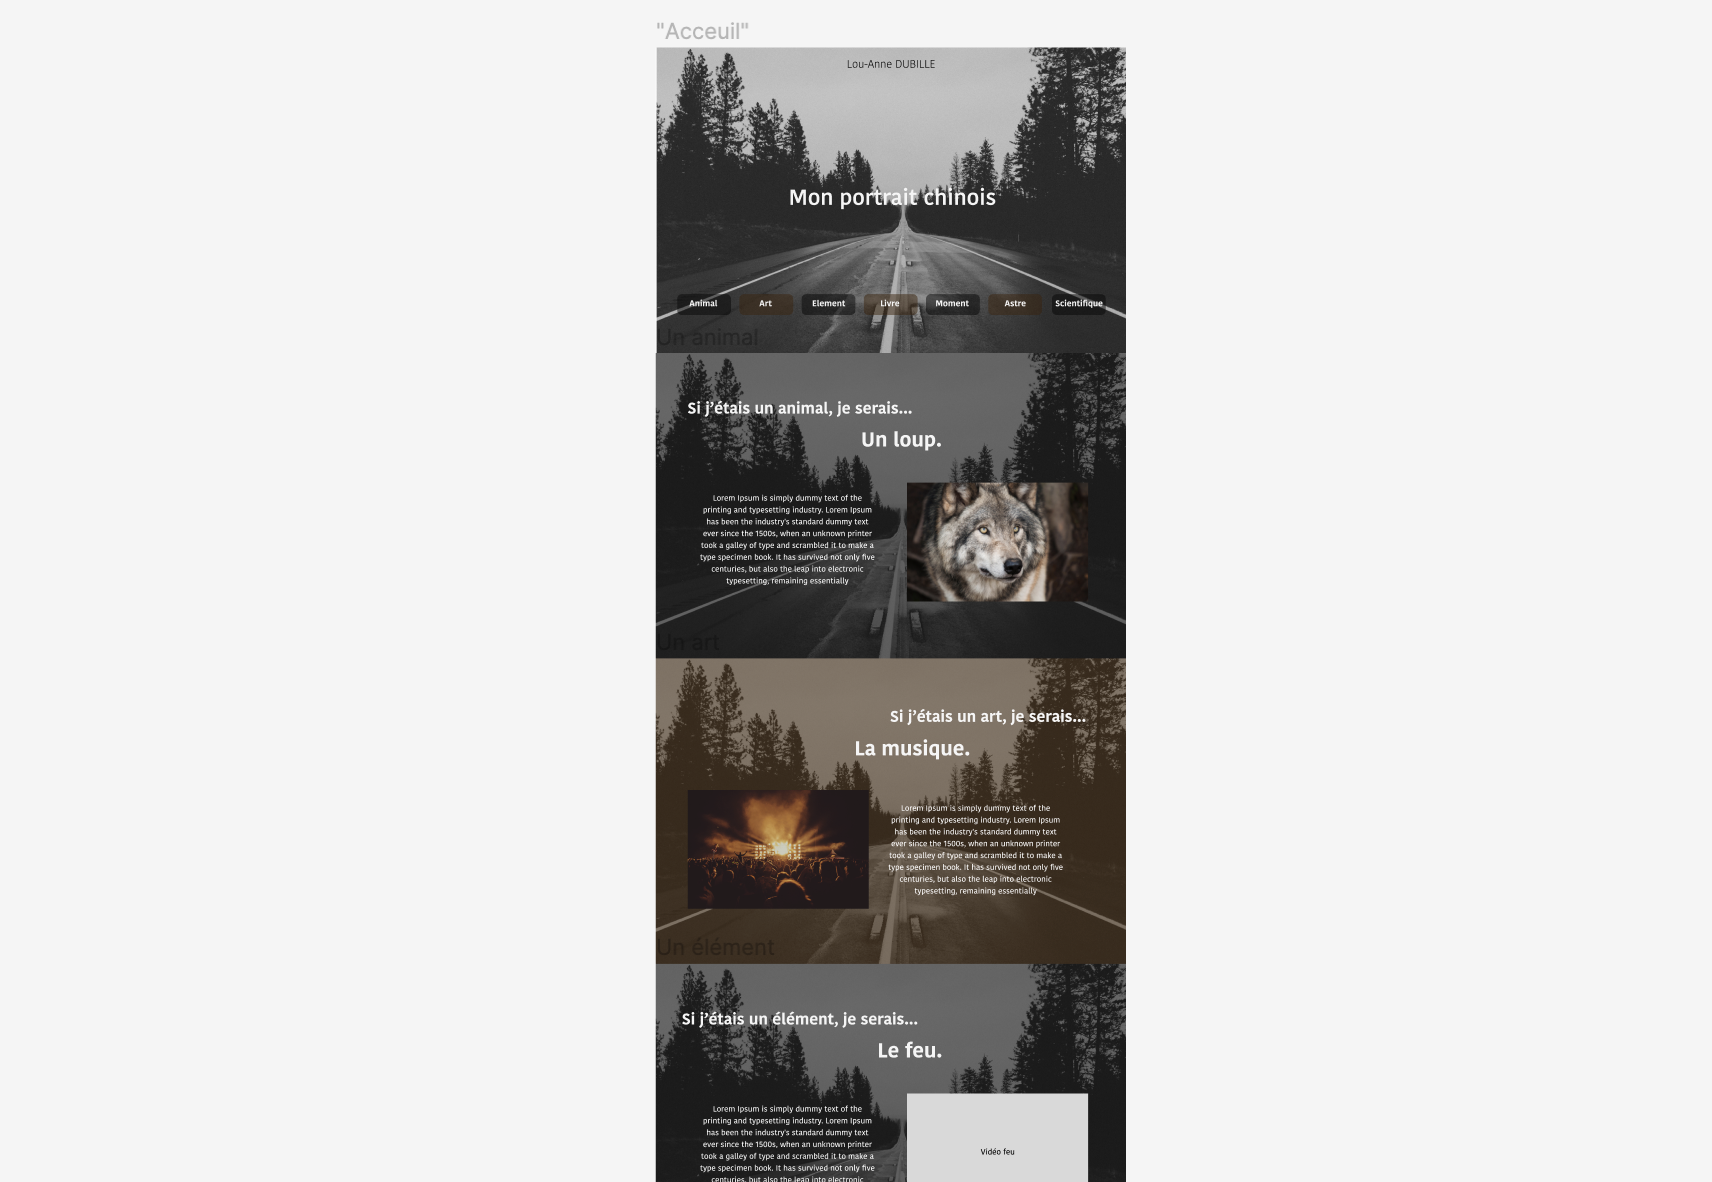 "Acceuil"
Lou-Anne DUBILLE
Mon portrait chinois
Animal Art Element Livre Moment Astre Scientifique
Un animal
Si j’étais un animal, je serais...
Un loup.
Lorem Ipsum is simply dummy text of the
printing and typesetting industry. Lorem Ipsum
has been the industry's standard dummy text
ever since the 1500s, when an unknown printer
took a galley of type and scrambled it to make a
type specimen book. It has survived not only five
centuries, but also the leap into electronic
typesetting, remaining essentially
Un art
Si j’étais un art, je serais...
La musique.
Lorem Ipsum is simply dummy text of the
printing and typesetting industry. Lorem Ipsum
has been the industry's standard dummy text
ever since the 1500s, when an unknown printer
took a galley of type and scrambled it to make a
type specimen book. It has survived not only five
centuries, but also the leap into electronic
typesetting, remaining essentially
Un élément
Si j’étais un élément, je serais...
Le feu.
Lorem Ipsum is simply dummy text of the
printing and typesetting industry. Lorem Ipsum
has been the industry's standard dummy text
ever since the 1500s, when an unknown printer
took a galley of type and scrambled it to make a
type specimen book. It has survived not only five
centuries, but also the leap into electronic
Vidéo feu